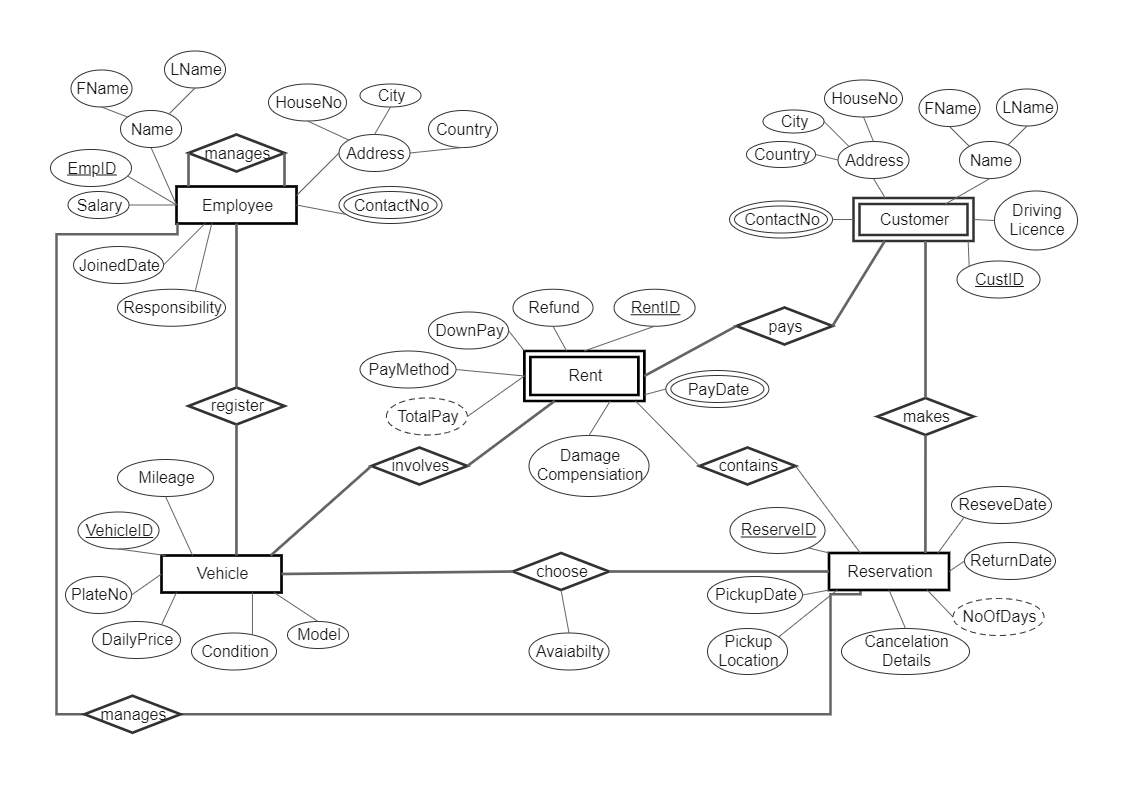 LName
FName
Name
manages
EmpID
Salary
Employee
JoinedDate
Responsibility
HouseNo
City
Country
Address
ContactNo
HouseNo
City
Country
Address
FName
LName
Name
ContactNo
Customer
Driving
Licence
CustID
Refund
RentID
DownPay
PayMethod
TotalPay
Rent
PayDate
Damage
Compensiation
pays
register
involves
contains
makes
Mileage
VehicleID
PlateNo
Vehicle
DailyPrice
Condition
Model
choose
Avaiabilty
ReserveID
ReseveDate
Reservation
ReturnDate
PickupDate
NoOfDays
Pickup
Location
Cancelation
Details
manages